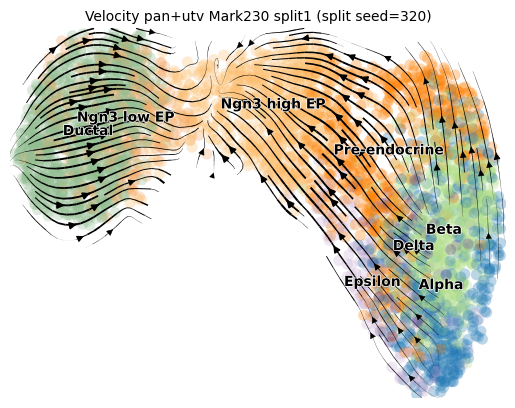 Velocity pan+utv Mark230 split1 (split seed=320)
Ngn3 high EP
Ngn3 low EP
Ductal
Pre-endocrine
Beta
Delta
Epsilon
Alpha